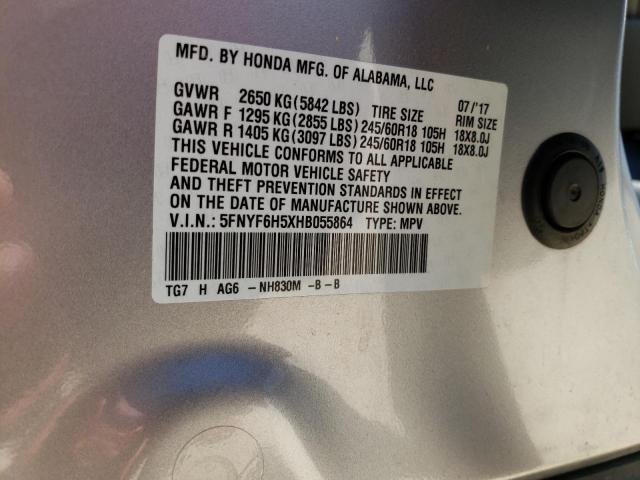 MFD. BY HONDA MFG. OF ALABAMA, LLC
07/'17
GVWR 2650 KG(5842 LBS) TIRE SIZE RIM SIZE
GAWR F 1295 KG(2855 LBS)245/60R18 105H 18X8.0J
GAWR R 1405 KG(3097 LBS)245/60R18 105H 18X8.0J
THIS VEHICLE CONFORMS TO ALL APPLICABLE
FEDERAL MOTOR VEHICLE SAFETY
AND THEFT PREVENTION STANDARDS IN EFFECT
ON THE DATE OF MANUFACTURE SHOWN ABOVE.
V.I.N.: 5FNYF6H5XHB055864 TYPE: MPV
TG7 H AG6 -NH830M -B-B
HONDA